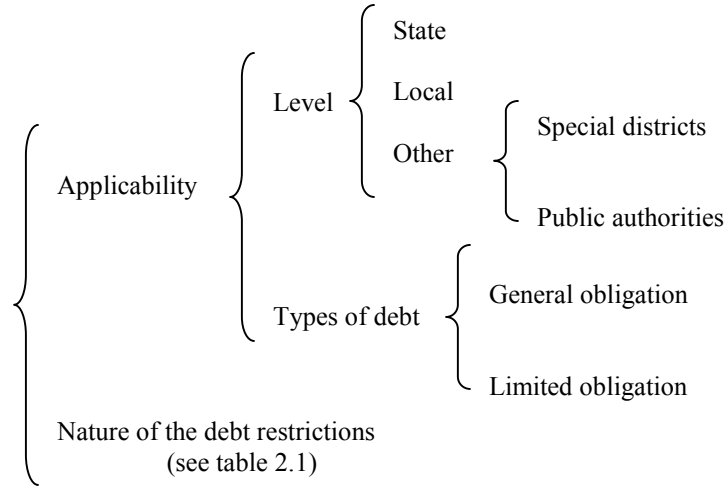 State
Level
Local
Special districts
Other
Applicability
Public authorities
General obligation
Types of debt
Limited obligation
Nature of the debt restrictions
(see table 2.1)